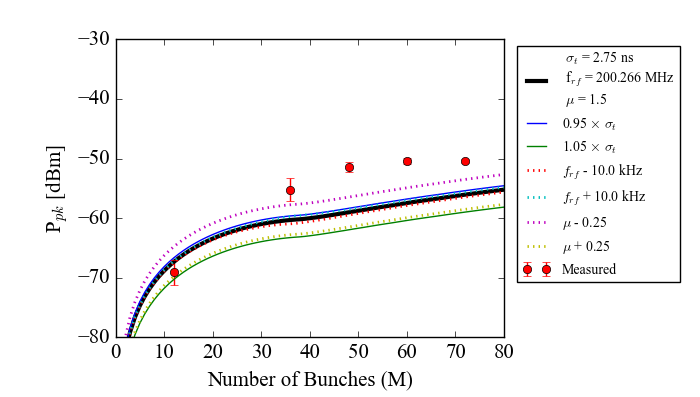 −30
−40
−50
−60
−70
−80
0 10 20 30 40 50 60 70 80
P_pk [dBm]
Number of Bunches (M)
σ_t = 2.75 ns
f_rf = 200.266 MHz
μ = 1.5
0.95 × σ_t
1.05 × σ_t
f_rf - 10.0 kHz
f_rf + 10.0 kHz
μ - 0.25
μ + 0.25
Measured